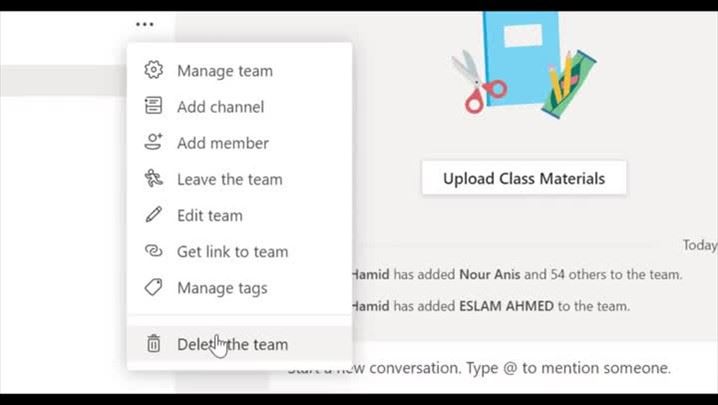 Manage team
Add channel
Add member
Leave the team
Edit team
Get link to team
Manage tags
Delete the team
Upload Class Materials
Today
Hamid has added Nour Anis and 54 others to the team.
Hamid has added ESLAM AHMED to the team.
Start a new conversation. Type @ to mention someone.